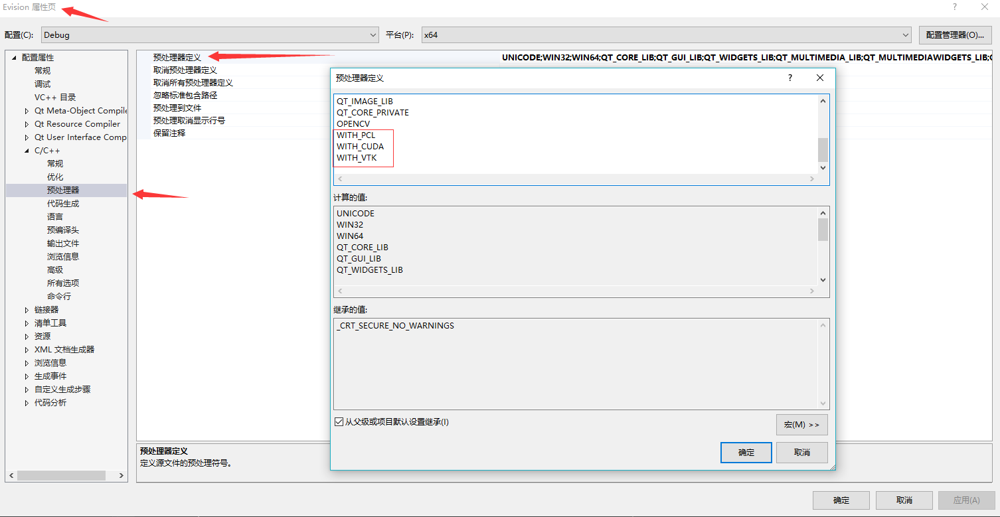 Evision 属性页
?
配置(C):
Debug
平台(P):
x64
配置管理器(O)...
配置属性
常规
调试
VC++ 目录
Qt Meta-Object Compile
Qt Resource Compiler
Qt User Interface Comp
C/C++
常规
优化
预处理器
代码生成
语言
预编译头
输出文件
浏览信息
高级
所有选项
命令行
链接器
清单工具
资源
XML 文档生成器
浏览信息
生成事件
自定义生成步骤
代码分析
预处理器定义
UNICODE;WIN32;WIN64;QT_CORE_LIB;QT_GUI_LIB;QT_WIDGETS_LIB;QT_MULTIMEDIA_LIB;QT_MULTIMEDIAWIDGETS_LIB;
取消预处理器定义
取消所有预处理器定义
忽略标准包含路径
预处理到文件
预处理取消显示行号
保留注释
预处理器定义
?
QT_IMAGE_LIB
QT_CORE_PRIVATE
OPENCV
WITH_PCL
WITH_CUDA
WITH_VTK
计算的值:
UNICODE
WIN32
WIN64
QT_CORE_LIB
QT_GUI_LIB
QT_WIDGETS_LIB
继承的值:
_CRT_SECURE_NO_WARNINGS
从父级或项目默认设置继承(I)
宏(M) >>
确定
取消
预处理器定义
定义源文件的预处理符号。
确定
取消
应用(A)